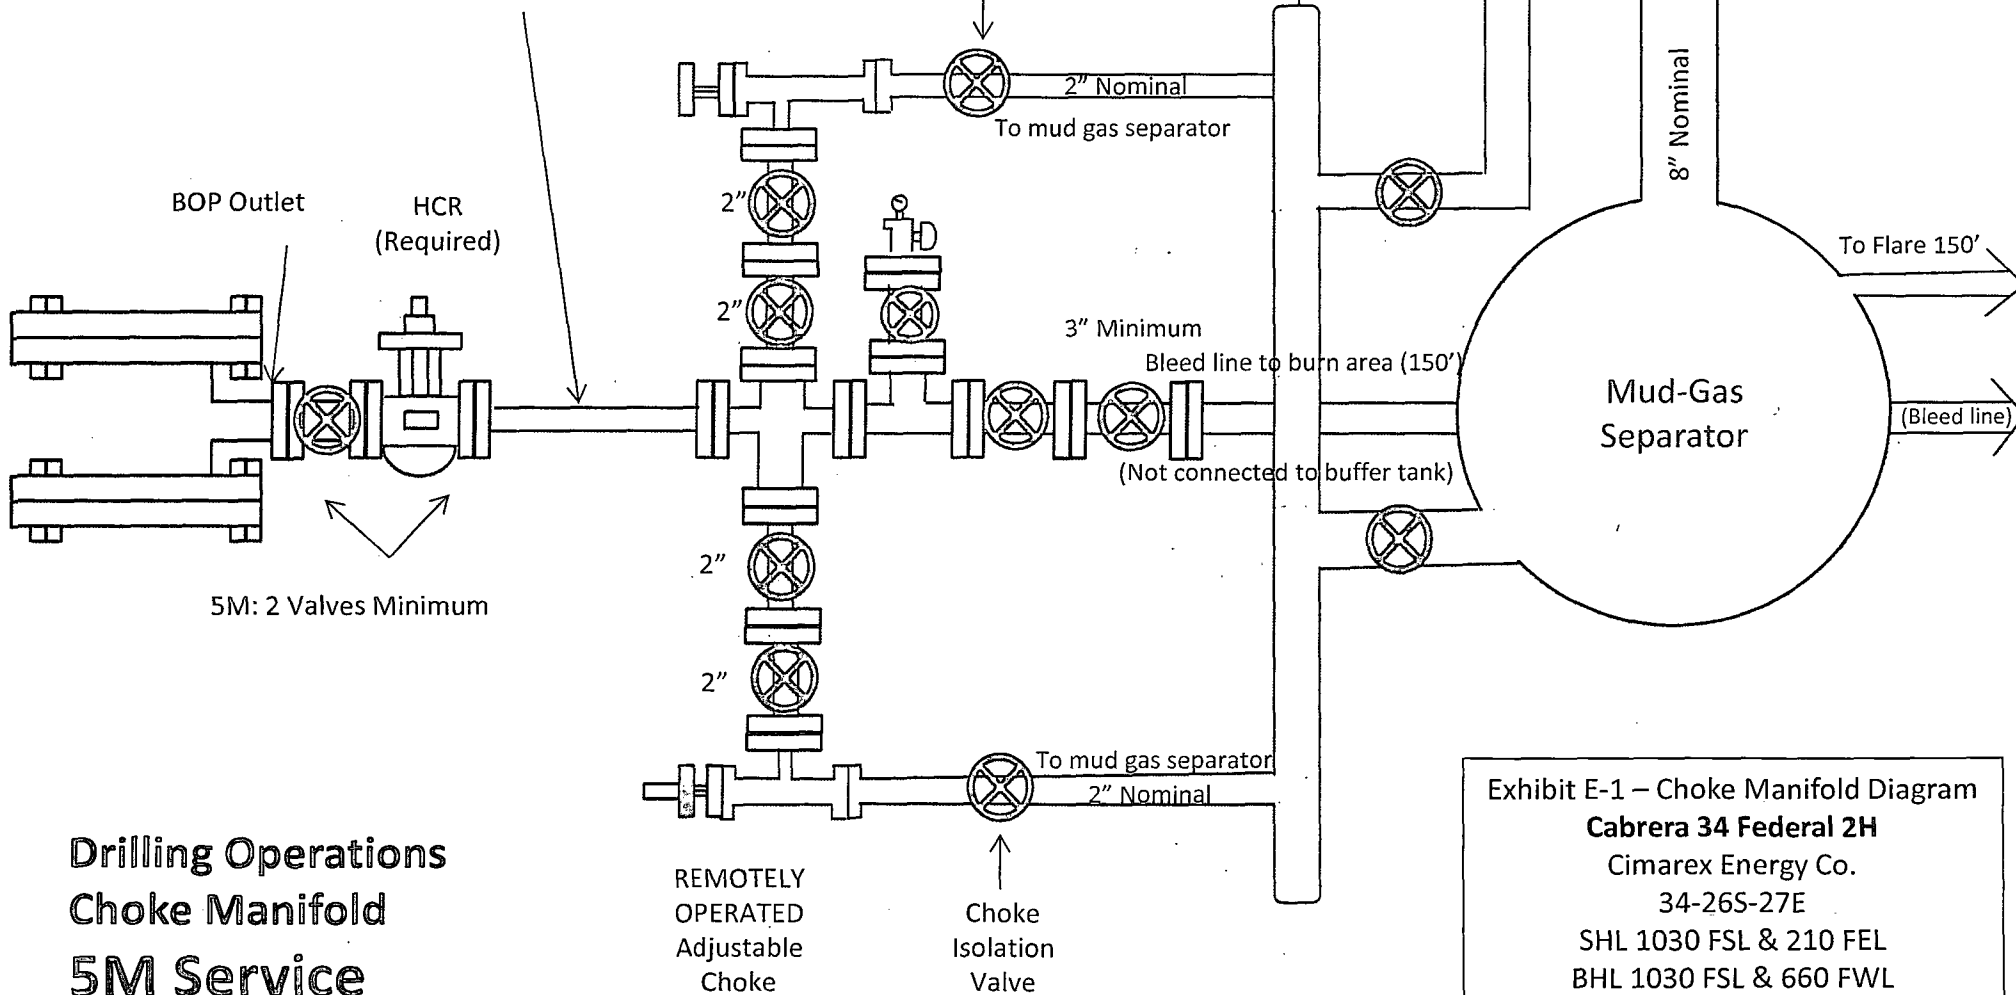 2" Nominal
To mud gas separator
8" Nominal
BOP Outlet
HCR
(Required)
2"
2"
To Flare 150'
3" Minimum
Bleed line to burn area (150')
Mud-Gas
Separator
(Bleed line)
(Not connected to buffer tank)
5M: 2 Valves Minimum
2"
2"
To mud gas separator
2" Nominal
REMOTELY
OPERATED
Adjustable
Choke
Choke
Isolation
Valve
Drilling Operations
Choke Manifold
5M Service
Exhibit E-1 – Choke Manifold Diagram
Cabrera 34 Federal 2H
Cimarex Energy Co.
34-26S-27E
SHL 1030 FSL & 210 FEL
BHL 1030 FSL & 660 FWL